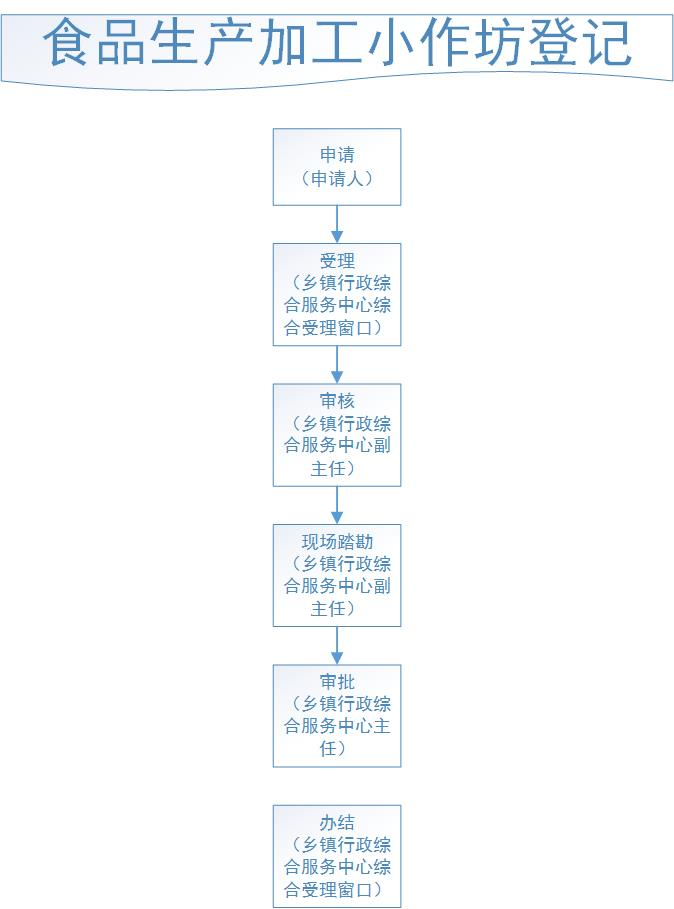 食品生产加工小作坊登记
申请
（申请人）
受理
（乡镇行政综
合服务中心综
合受理窗口）
审核
（乡镇行政综
合服务中心副
主任）
现场踏勘
（乡镇行政综
合服务中心副
主任）
审批
（乡镇行政综
合服务中心主
任）
办结
（乡镇行政综
合服务中心综
合受理窗口）